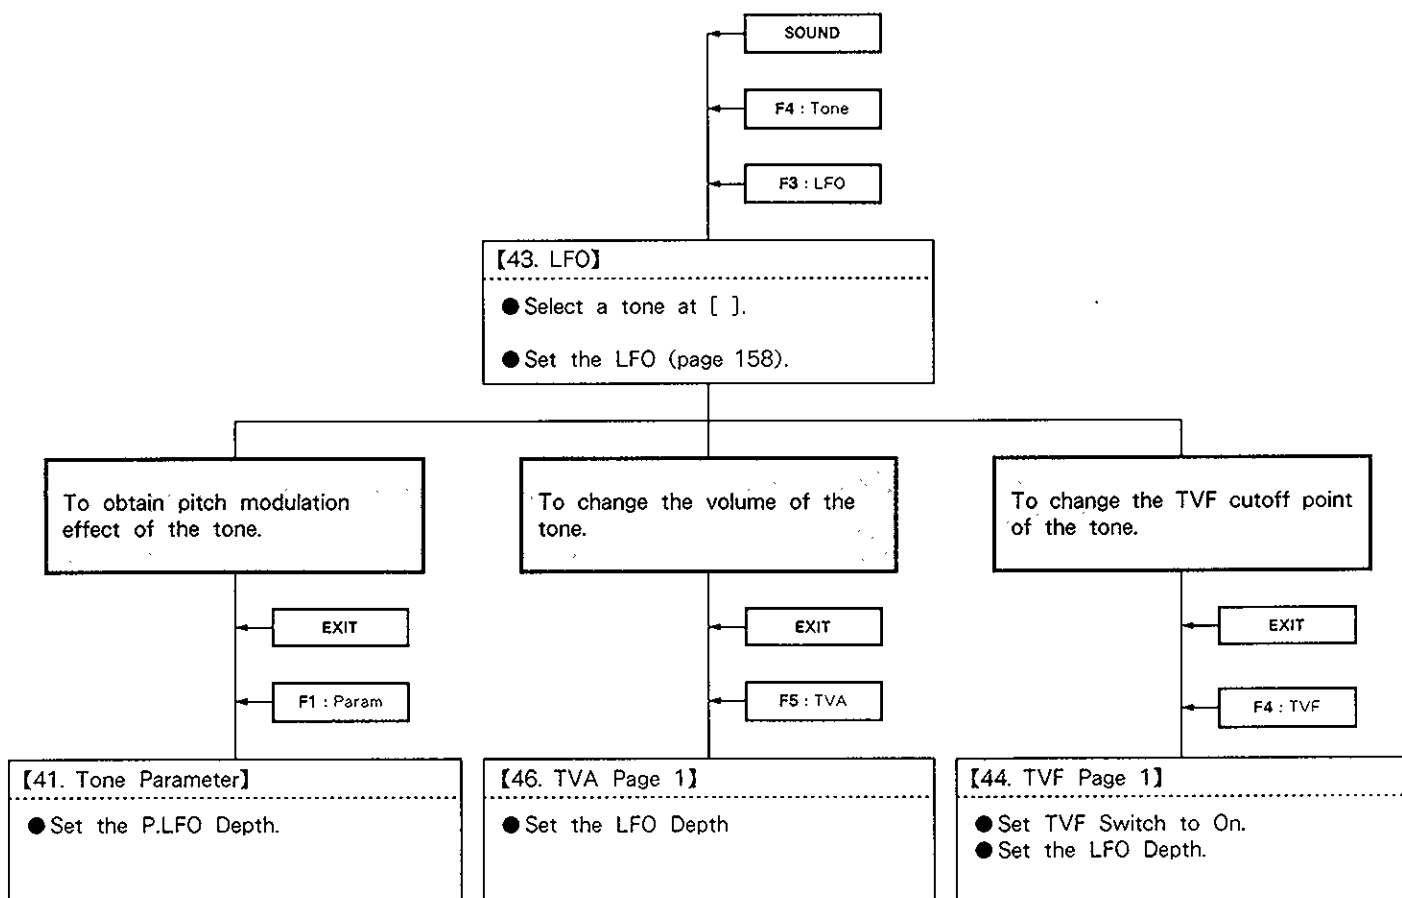 SOUND
F4 : Tone
F3 : LFO
【43. LFO】
●Select a tone at [ ].
●Set the LFO (page 158).
To obtain pitch modulation
effect of the tone.
To change the volume of the
tone.
To change the TVF cutoff point
of the tone.
EXIT
EXIT
EXIT
F1 : Param
F5 : TVA
F4 : TVF
【41. Tone Parameter】
●Set the P.LFO Depth.
【46. TVA Page 1】
●Set the LFO Depth
【44. TVF Page 1】
●Set TVF Switch to On.
●Set the LFO Depth.